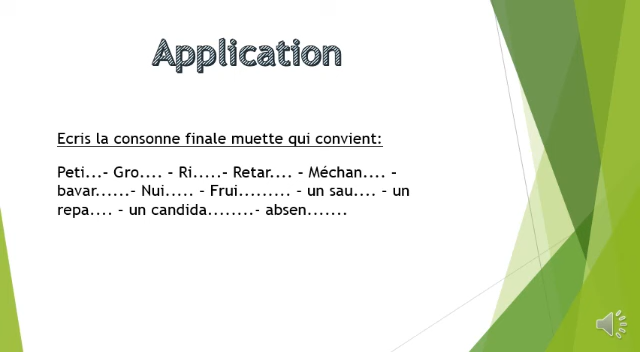 Application
Ecris la consonne finale muette qui convient:
Peti...– Gro.... – Ri.....– Retar.... – Méchan.... –
bavar......– Nui..... – Frui......... – un sau.... – un
repa.... – un candida........- absen.......